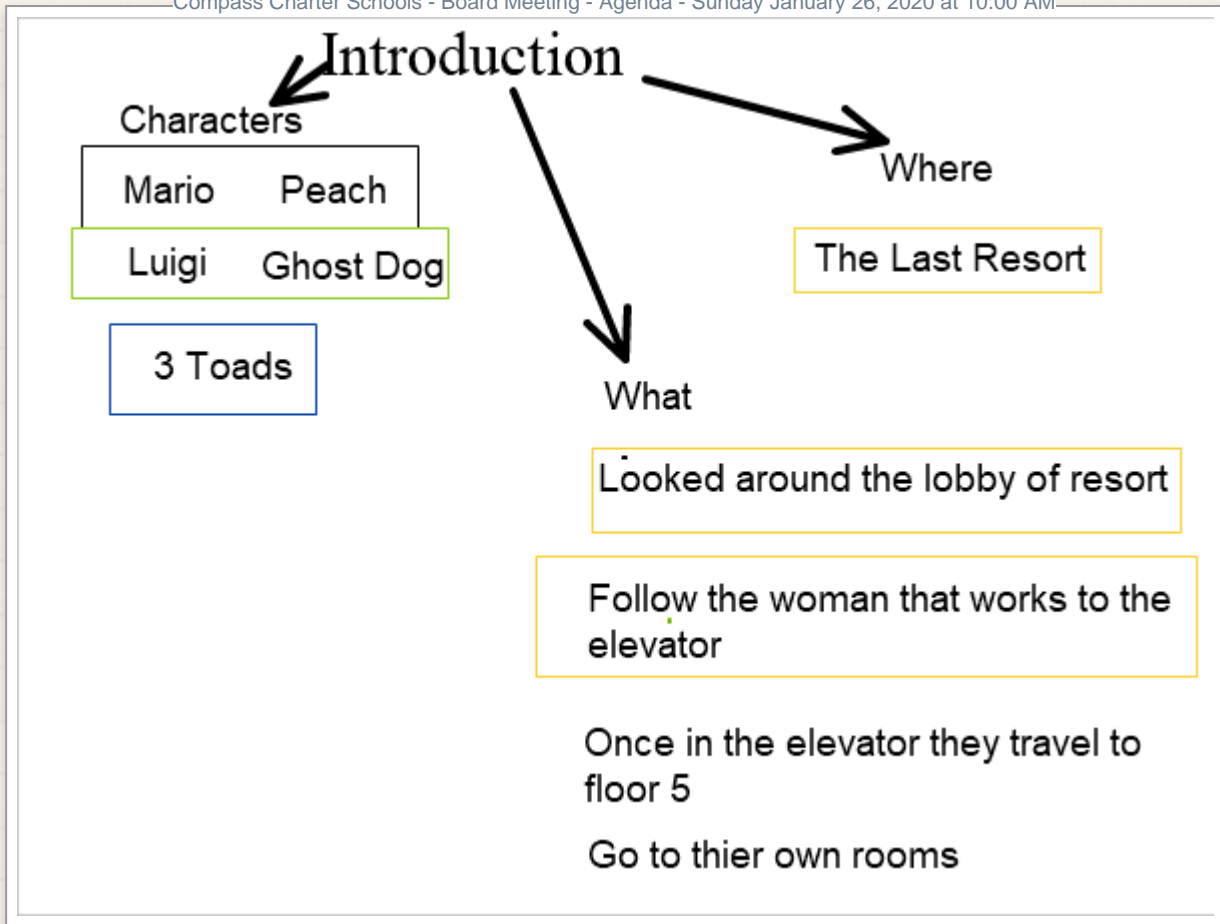 Compass Charter Schools - Board Meeting - Agenda - Sunday January 26, 2020 at 10:00 AM
Introduction
Characters
Mario Peach
Luigi Ghost Dog
3 Toads
Where
The Last Resort
What
Looked around the lobby of resort
Follow the woman that works to the
elevator
Once in the elevator they travel to
floor 5
Go to thier own rooms